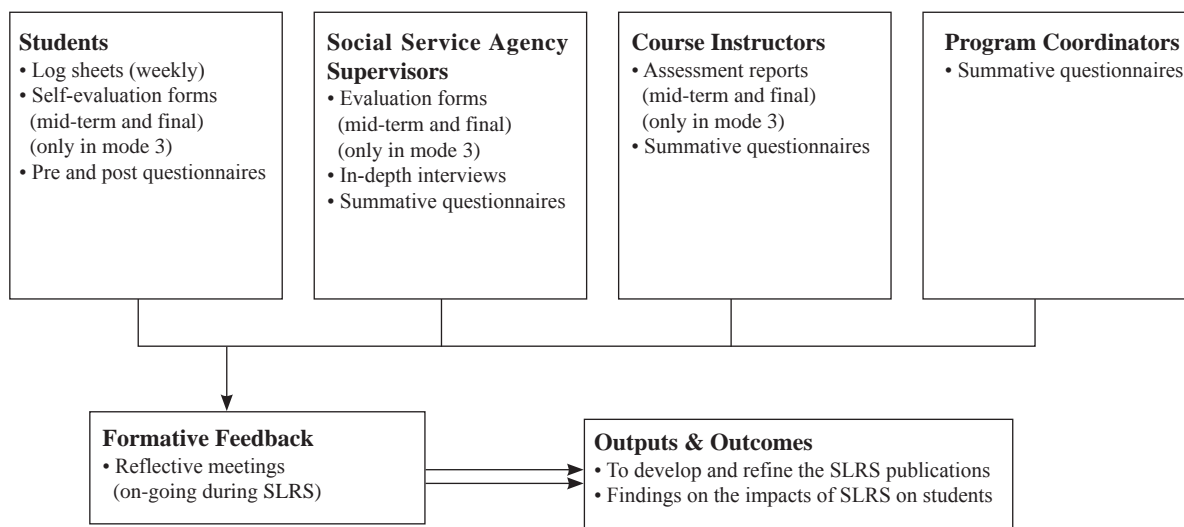 Students
• Log sheets (weekly)
• Self-evaluation forms
(mid-term and final)
(only in mode 3)
• Pre and post questionnaires
Social Service Agency
Supervisors
• Evaluation forms
(mid-term and final)
(only in mode 3)
• In-depth interviews
• Summative questionnaires
Course Instructors
• Assessment reports
(mid-term and final)
(only in mode 3)
• Summative questionnaires
Program Coordinators
• Summative questionnaires
Formative Feedback
• Reflective meetings
(on-going during SLRS)
Outputs & Outcomes
• To develop and refine the SLRS publications
• Findings on the impacts of SLRS on students